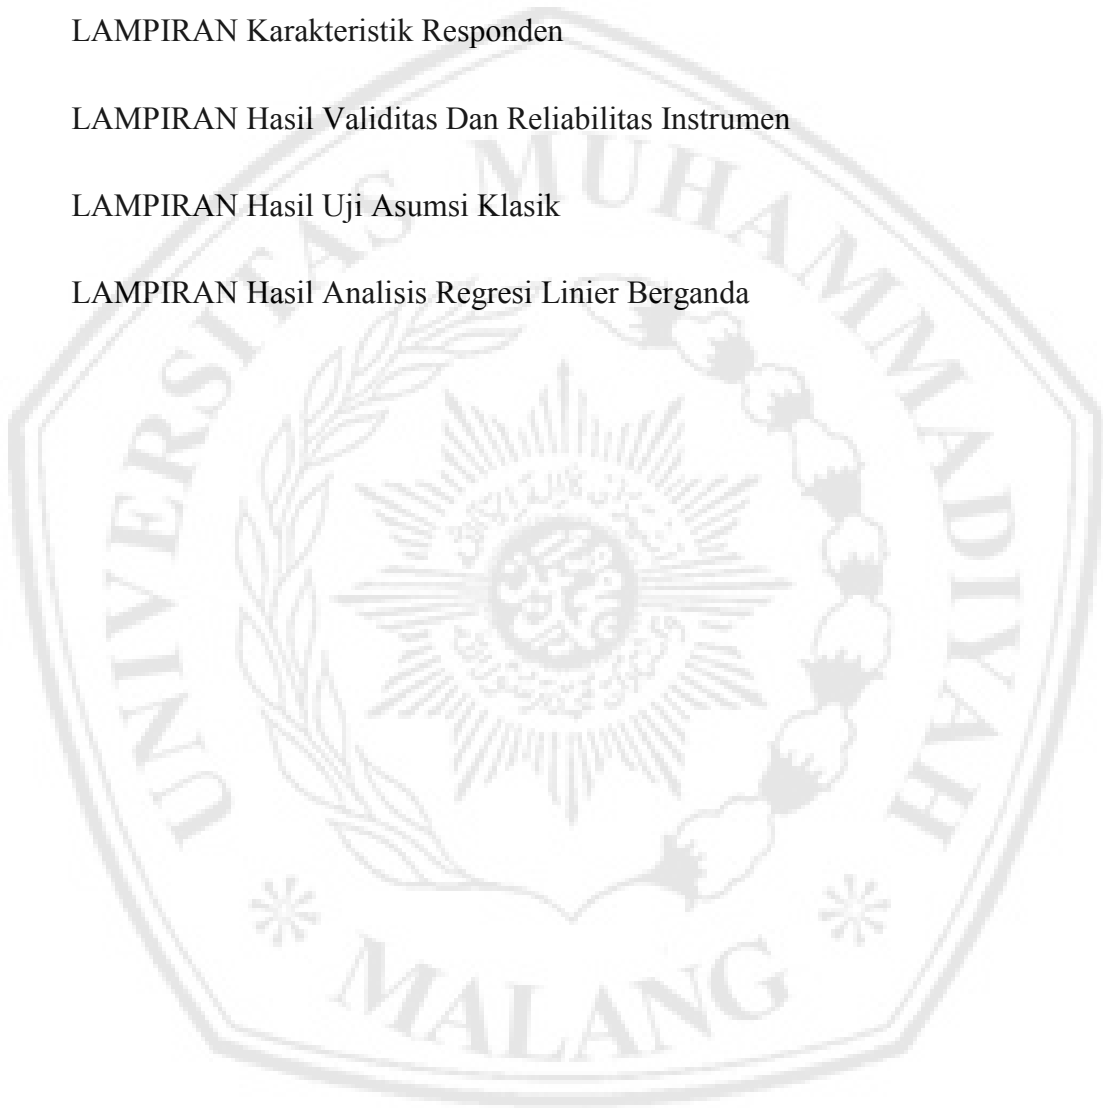 LAMPIRAN Karakteristik Responden
LAMPIRAN Hasil Validitas Dan Reliabilitas Instrumen
LAMPIRAN Hasil Uji Asumsi Klasik
LAMPIRAN Hasil Analisis Regresi Linier Berganda
UNIVERSITAS MUHAMMADIYAH
MALANG